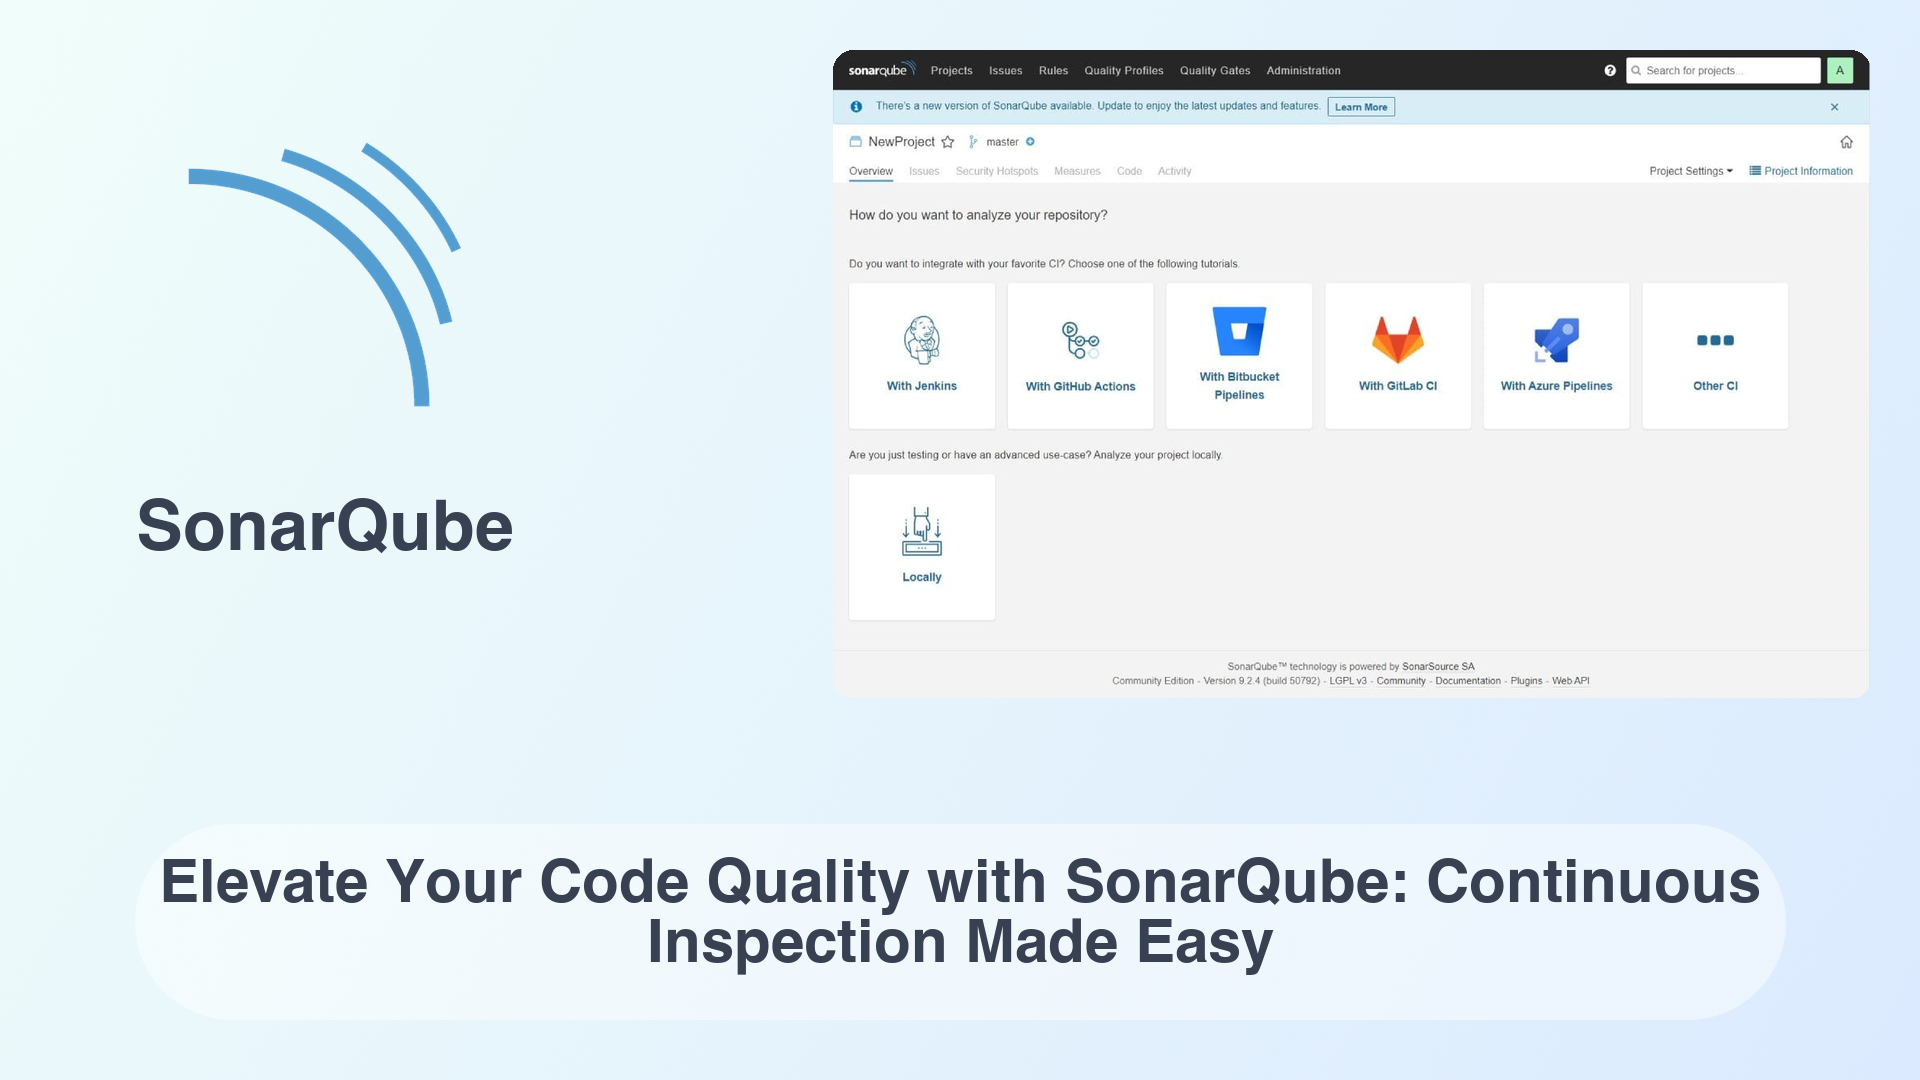 SonarQube
sonarqube Projects Issues Rules Quality Profiles Quality Gates Administration Search for projects... A
There's a new version of SonarQube available. Update to enjoy the latest updates and features. Learn More
NewProject master
Overview Issues Security Hotspots Measures Code Activity Project Settings Project Information
How do you want to analyze your repository?
Do you want to integrate with your favorite CI? Choose one of the following tutorials.
With Jenkins
With GitHub Actions
With Bitbucket
Pipelines
With GitLab CI
With Azure Pipelines
Other CI
Are you just testing or have an advanced use-case? Analyze your project locally.
Locally
SonarQube™ technology is powered by SonarSource SA
Community Edition - Version 9.2.4 (build 50792) - LGPL v3 - Community - Documentation - Plugins - Web API
Elevate Your Code Quality with SonarQube: Continuous
Inspection Made Easy